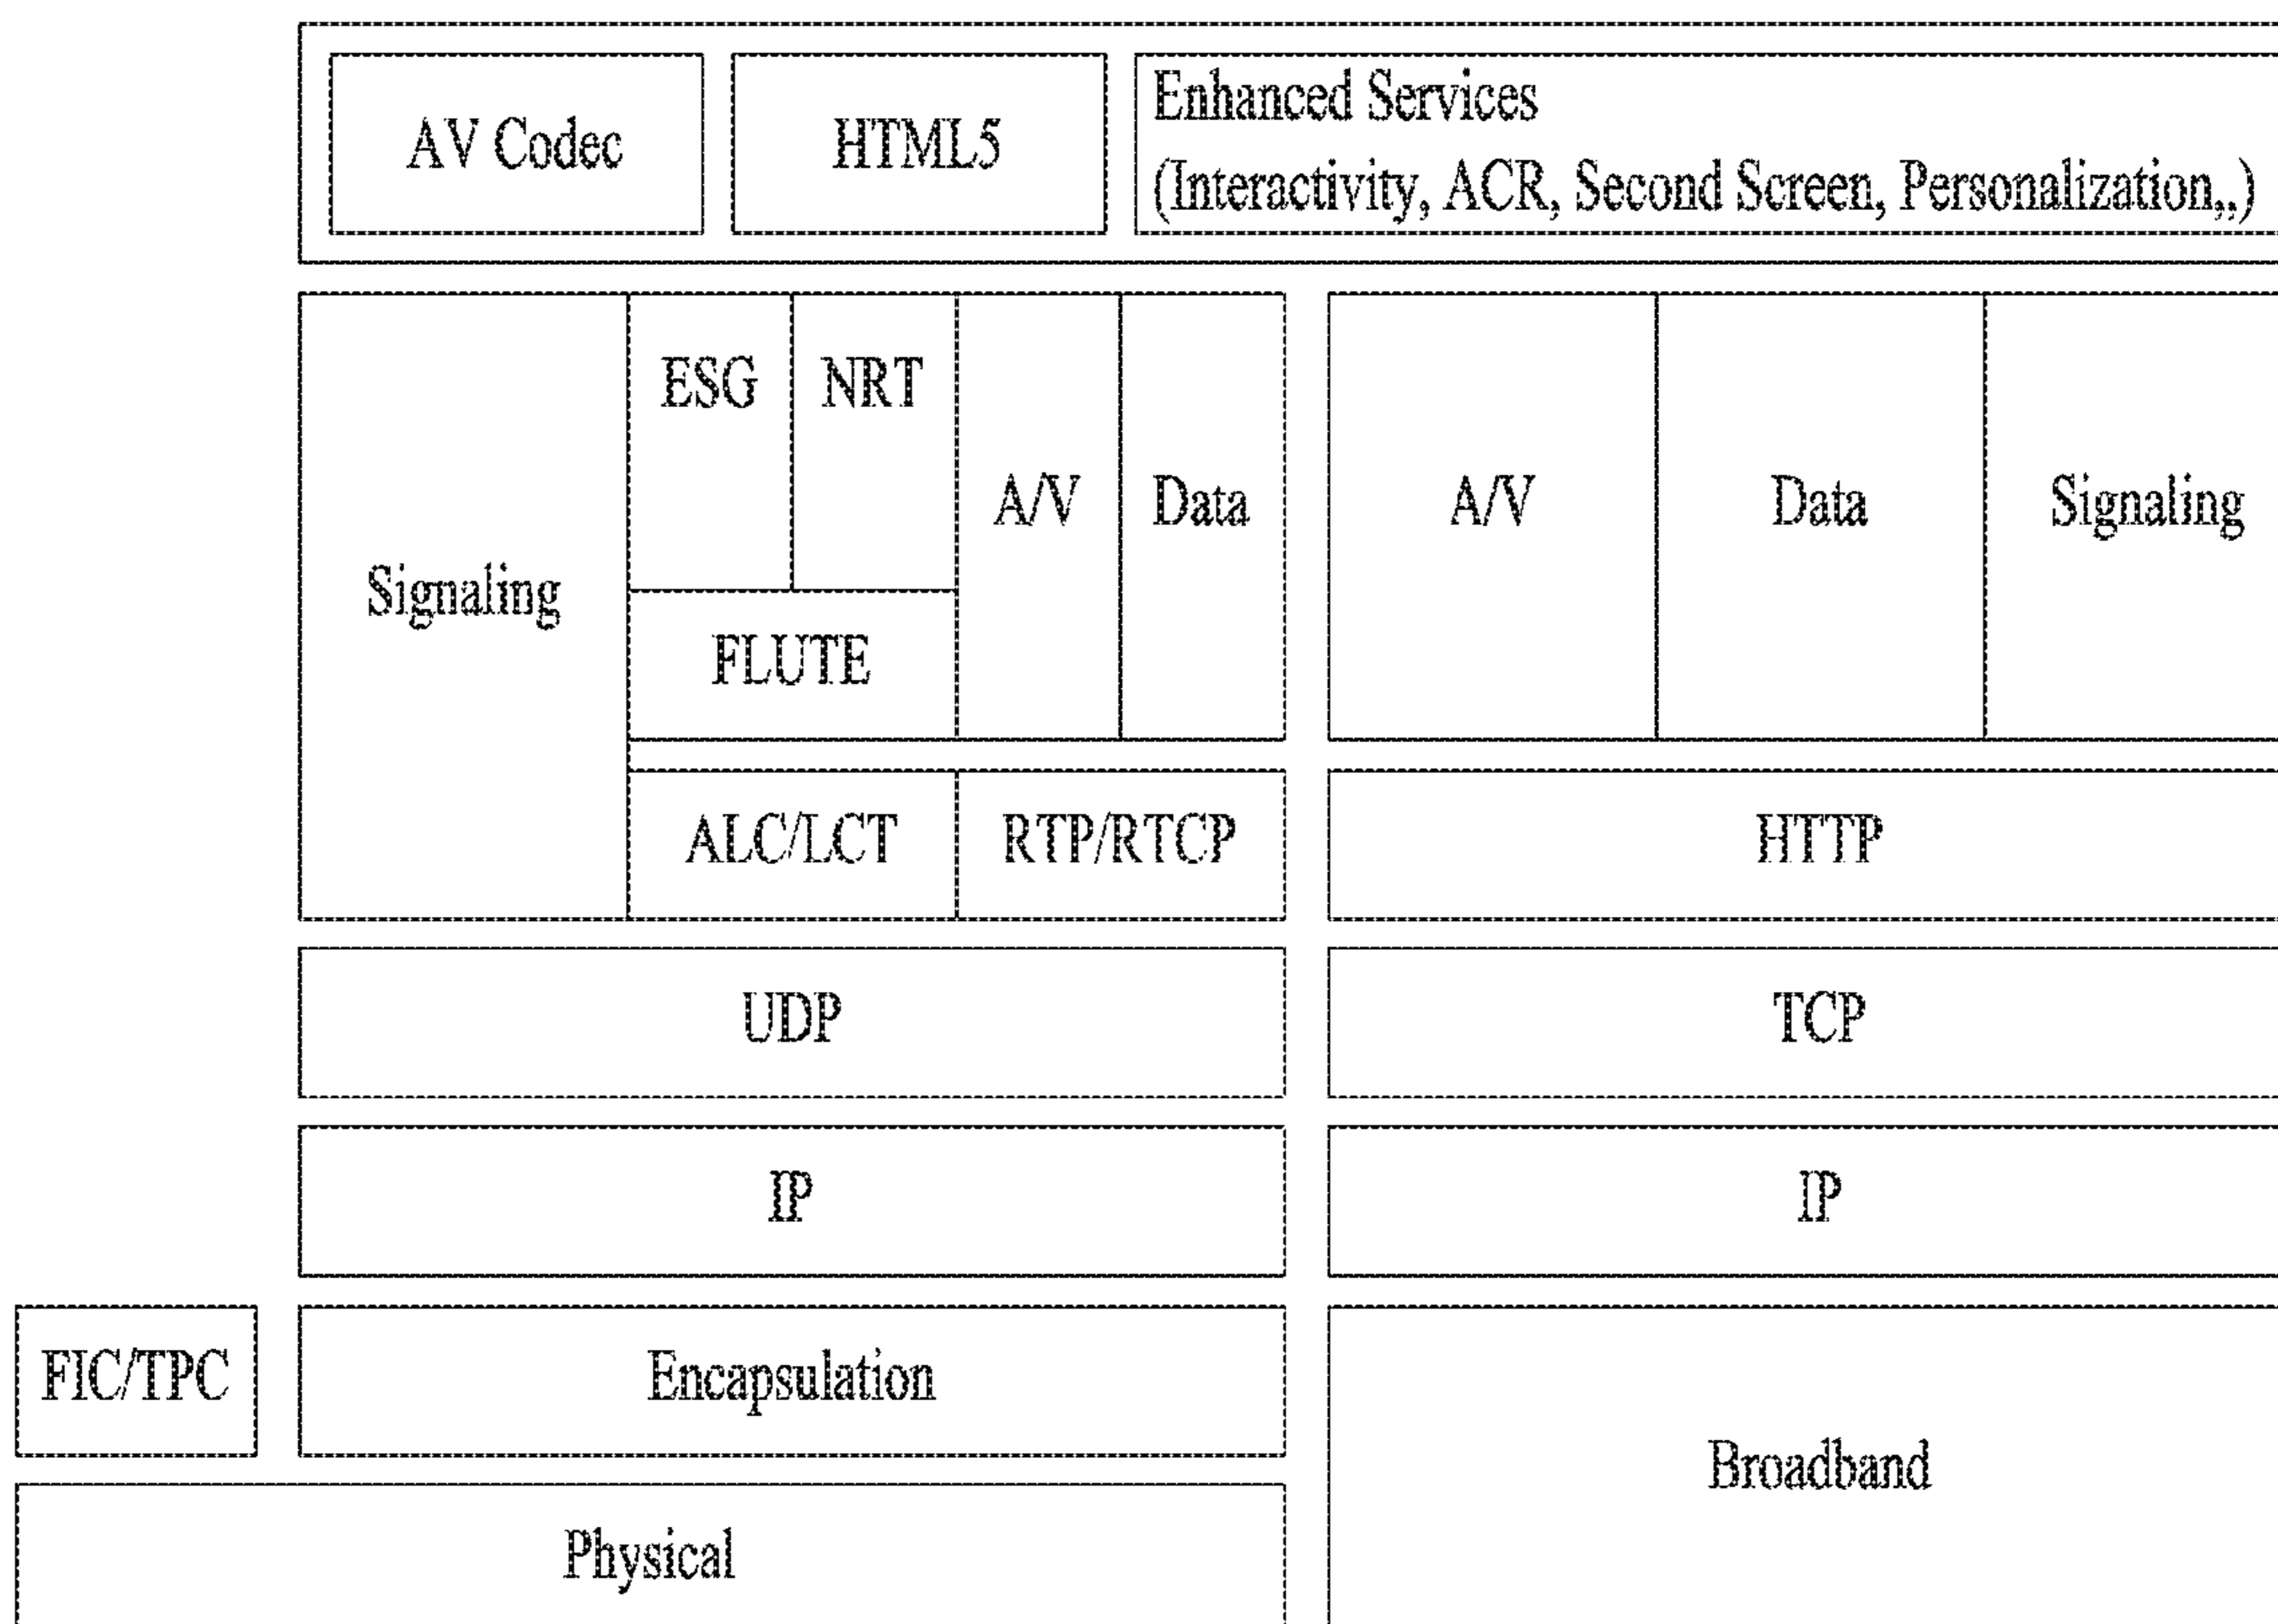 AV Codec
HTML5
Enhanced Services
(Interactivity, ACR, Second Screen, Personalization,,)
Signaling
ESG
NRT
A/V
Data
FLUTE
ALC/LCT
RTP/RTCP
A/V
Data
Signaling
HTTP
UDP
TCP
IP
IP
FIC/TPC
Encapsulation
Broadband
Physical